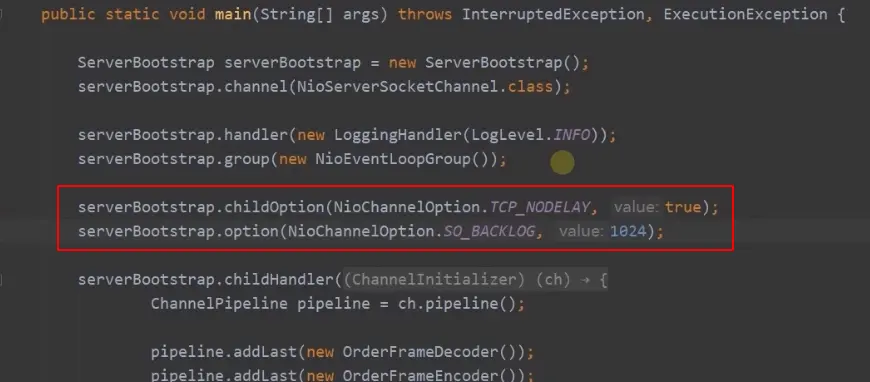 public static void main(String[] args) throws InterruptedException, ExecutionException {
ServerBootstrap serverBootstrap = new ServerBootstrap();
serverBootstrap.channel(NioServerSocketChannel.class);
serverBootstrap.handler(new LoggingHandler(LogLevel.INFO));
serverBootstrap.group(new NioEventLoopGroup());
serverBootstrap.childOption(NioChannelOption.TCP_NODELAY, value: true);
serverBootstrap.option(NioChannelOption.SO_BACKLOG, value: 1024);
serverBootstrap.childHandler((ChannelInitializer) (ch) → {
ChannelPipeline pipeline = ch.pipeline();
pipeline.addLast(new OrderFrameDecoder());
pipeline.addLast(new OrderFrameEncoder());